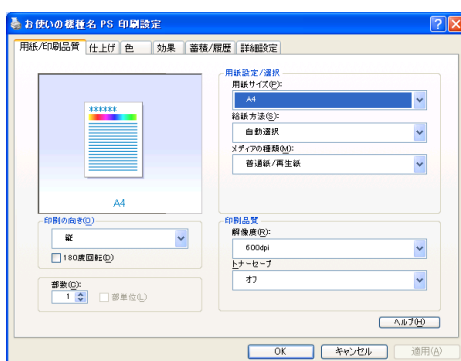 お使いの機種名 PS 印刷設定
用紙/印刷品質 仕上げ 色 効果 蓄積/履歴 詳細設定
******
A4
用紙設定/選択
用紙サイズ(P):
A4
給紙方法(S):
自動選択
メディアの種類(M):
普通紙/再生紙
印刷の向き(O)
縦
180度回転(D)
部数(C):
1 部単位(L)
印刷品質
解像度(R):
600dpi
トナーセーブ
オフ
ヘルプ(H)
OK キャンセル 適用(A)